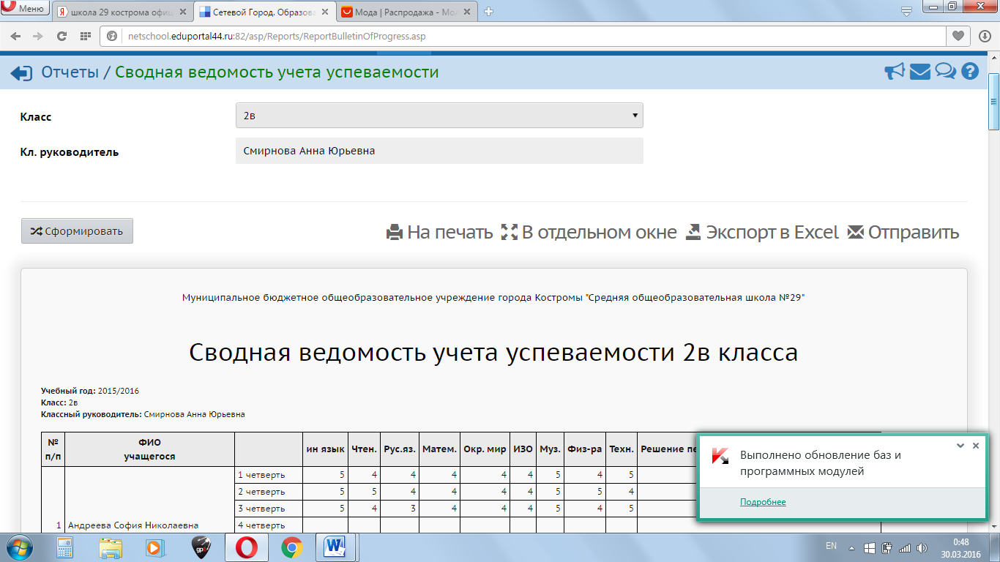 Меню
школа 29 кострома офиц
Сетевой Город. Образова
Мода | Распродажа - Мол
netschool.eduportal44.ru:82/asp/Reports/ReportBulletinOfProgress.asp
Отчеты / Сводная ведомость учета успеваемости
Класс 2в
Кл. руководитель Смирнова Анна Юрьевна
Сформировать На печать В отдельном окне Экспорт в Excel Отправить
Муниципальное бюджетное общеобразовательное учреждение города Костромы "Средняя общеобразовательная школа №29"
Сводная ведомость учета успеваемости 2в класса
Учебный год: 2015/2016
Класс: 2в
Классный руководитель: Смирнова Анна Юрьевна
№ п/п ФИО учащегося ин язык Чтен. Рус.яз. Матем. Окр. мир ИЗО Муз. Физ-ра Техн. Решение пе
1 четверть 5 4 4 4 4 4 5 4 5
2 четверть 5 5 4 4 4 4 5 5 4
3 четверть 5 4 3 4 4 4 5 4 5
1 Андреева София Николаевна 4 четверть
Выполнено обновление баз и
программных модулей
Подробнее
EN 0:48
30.03.2016